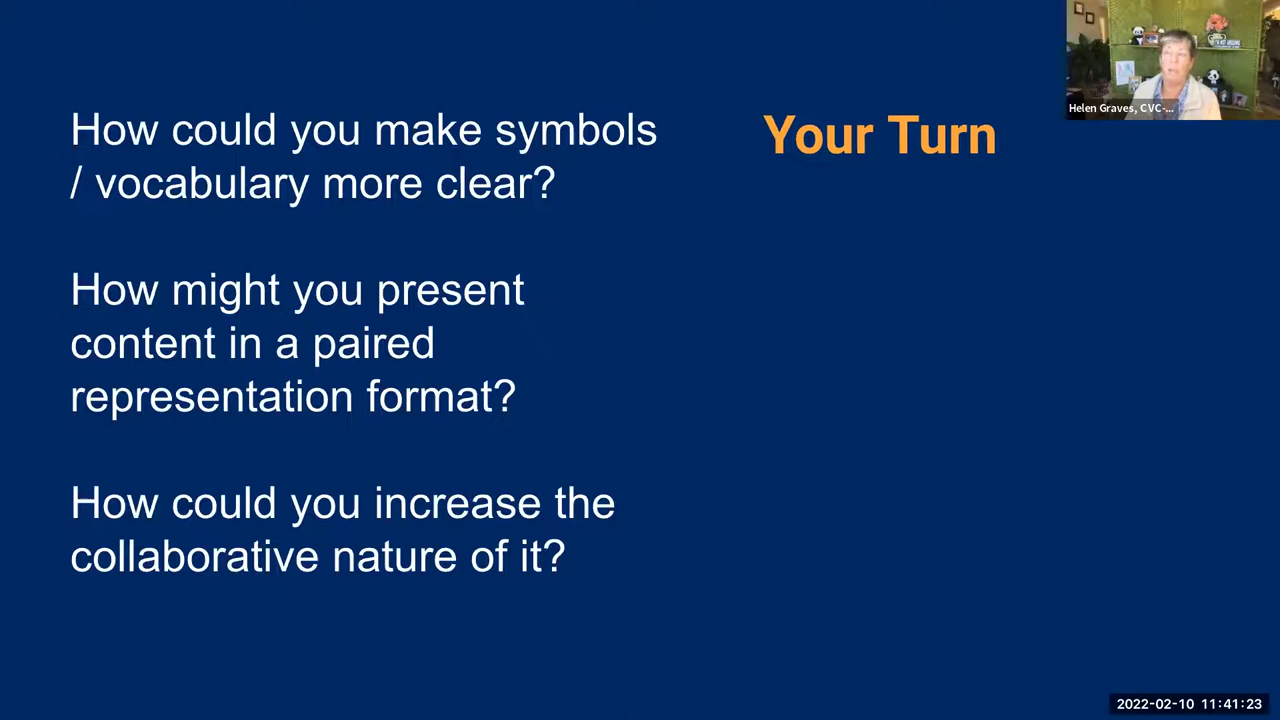 How could you make symbols
/ vocabulary more clear?
How might you present
content in a paired
representation format?
How could you increase the
collaborative nature of it?
Your Turn
Helen Graves, CVC-...
2022-02-10 11:41:23